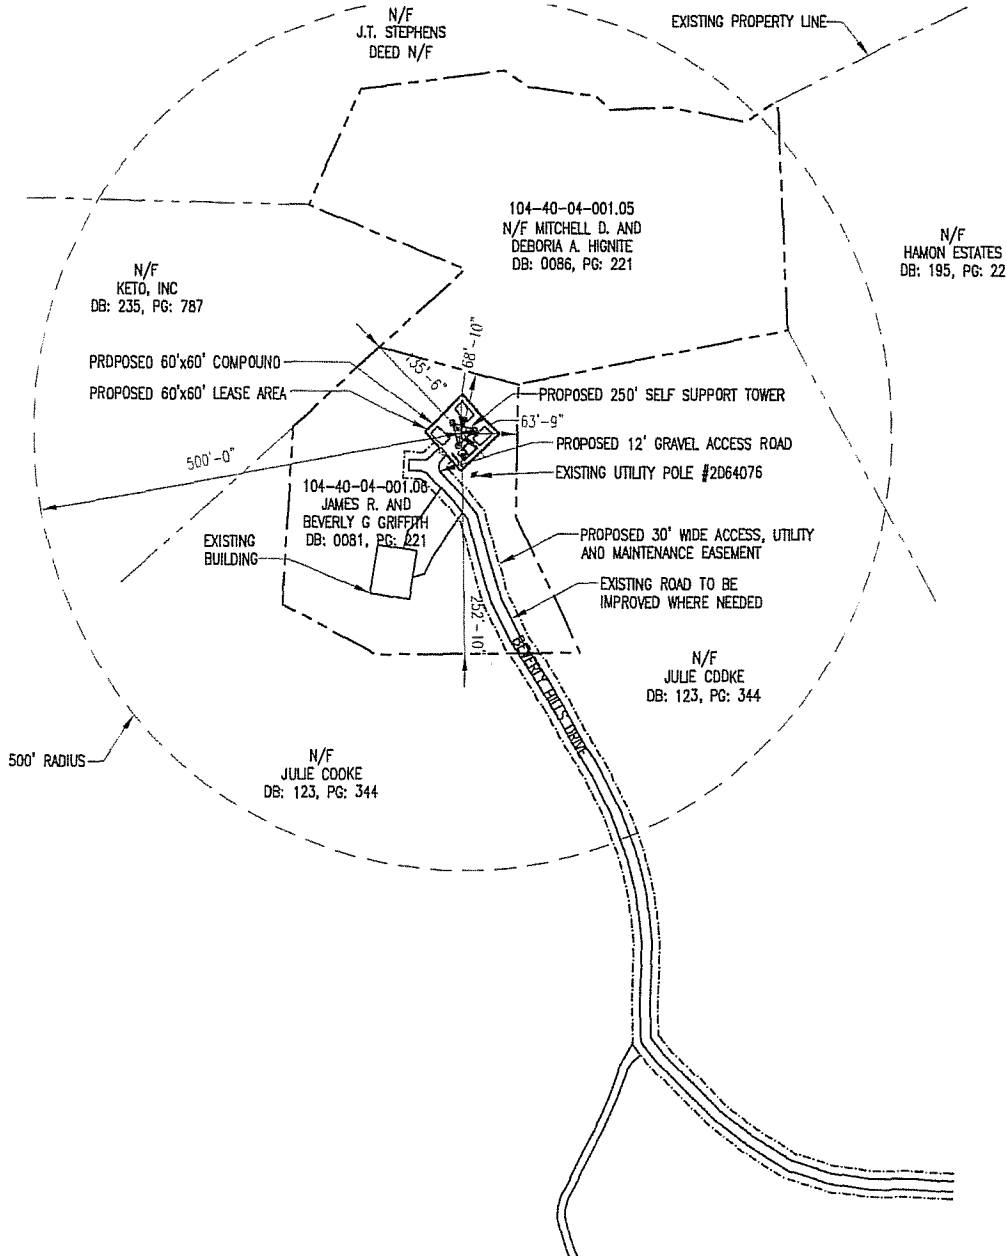 N/F
J.T. STEPHENS
DEED N/F
EXISTING PROPERTY LINE
104-40-04-001.05
N/F MITCHELL D. AND
DEBORIA A. HIGNITE
DB: 0086, PG: 221
N/F
HAMON ESTATES
DB: 195, PG: 22
N/F
KETO, INC
DB: 235, PG: 787
PROPOSED 60'x60' COMPOUND
PROPOSED 60'x60' LEASE AREA
135'-6"
68'-10"
PROPOSED 250' SELF SUPPORT TOWER
63'-9"
PROPOSED 12' GRAVEL ACCESS ROAD
EXISTING UTILITY POLE #2D64076
500'-0"
104-40-04-001.06
JAMES R. AND
BEVERLY G GRIFFITH
DB: 0081, PG: 221
EXISTING
BUILDING
PROPOSED 30' WIDE ACCESS, UTILITY
AND MAINTENANCE EASEMENT
EXISTING ROAD TO BE
IMPROVED WHERE NEEDED
252'-10"
BEVERLY HILLS DRIVE
N/F
JULIE COOKE
DB: 123, PG: 344
500' RADIUS
N/F
JULIE COOKE
DB: 123, PG: 344